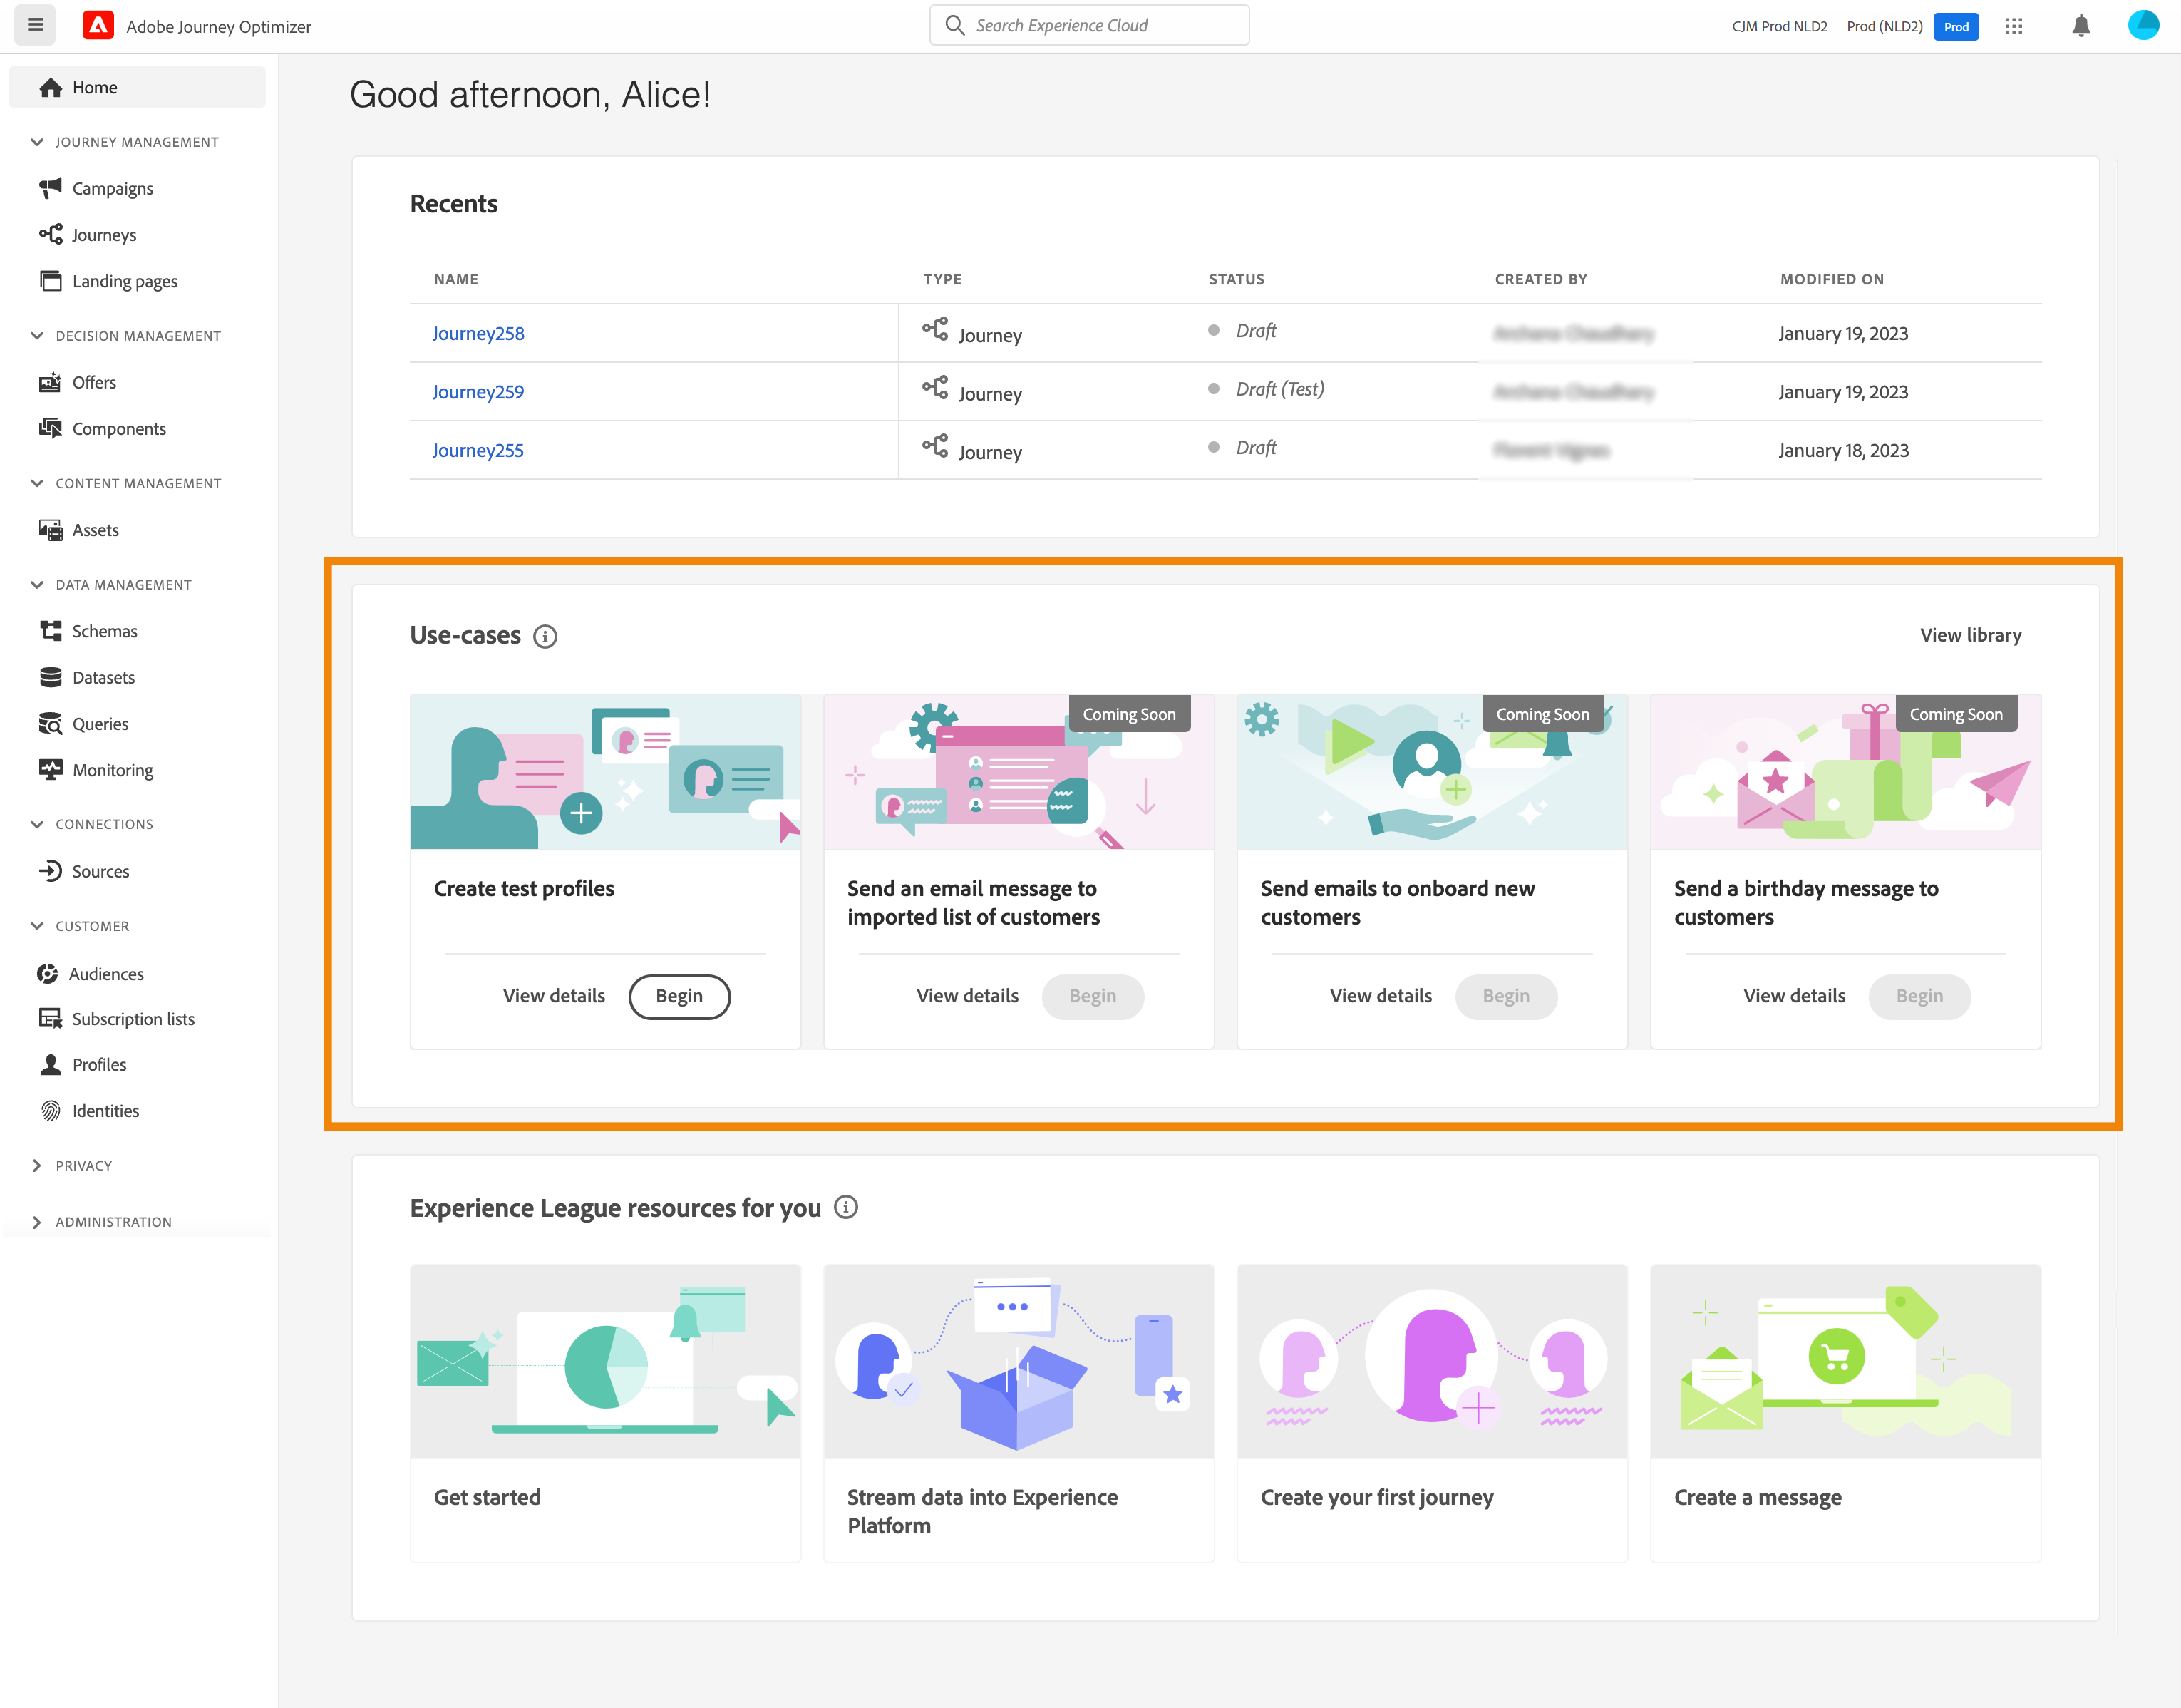 Adobe Journey Optimizer
Search Experience Cloud
CJM Prod NLD2 Prod (NLD2) Prod
Home
JOURNEY MANAGEMENT
Campaigns
Journeys
Landing pages
DECISION MANAGEMENT
Offers
Components
CONTENT MANAGEMENT
Assets
DATA MANAGEMENT
Schemas
Datasets
Queries
Monitoring
CONNECTIONS
Sources
CUSTOMER
Audiences
Subscription lists
Profiles
Identities
PRIVACY
ADMINISTRATION
Good afternoon, Alice!
Recents
NAME TYPE STATUS CREATED BY MODIFIED ON
Journey258 Journey Draft January 19, 2023
Journey259 Journey Draft (Test) January 19, 2023
Journey255 Journey Draft January 18, 2023
Use-cases View library
Create test profiles
View details Begin
Coming Soon
Send an email message to
imported list of customers
View details Begin
Coming Soon
Send emails to onboard new
customers
View details Begin
Coming Soon
Send a birthday message to
customers
View details Begin
Experience League resources for you
Get started
Stream data into Experience
Platform
Create your first journey
Create a message